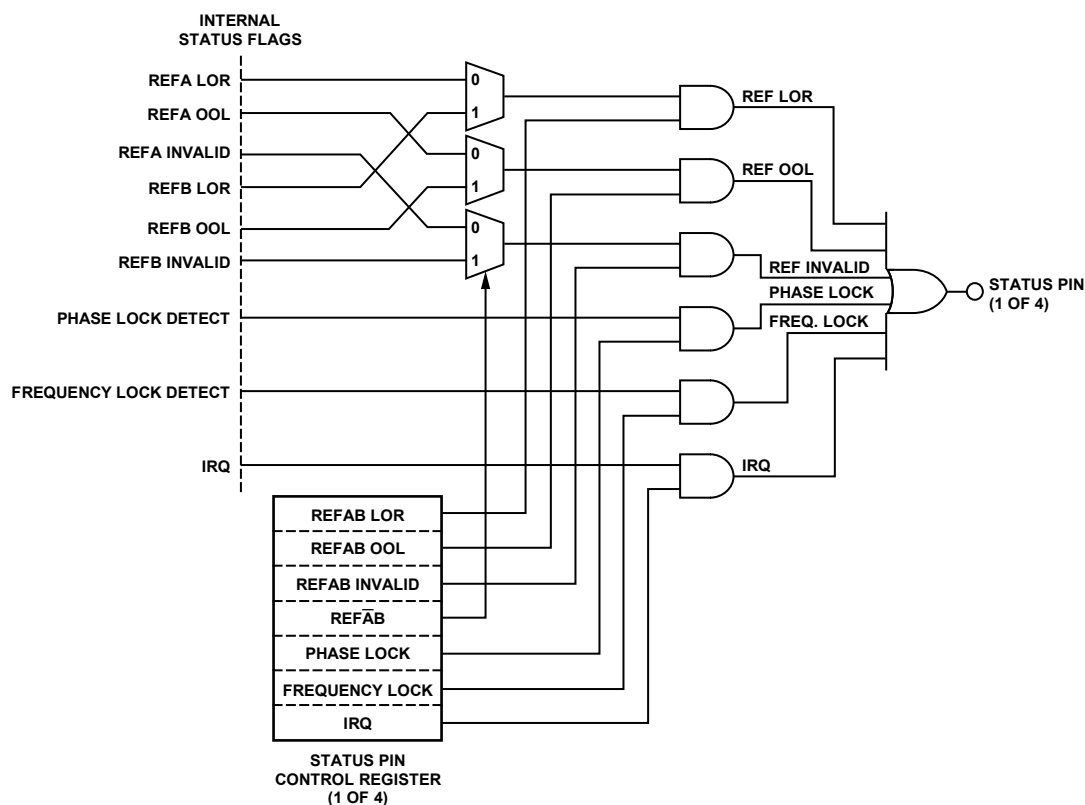 INTERNAL
STATUS FLAGS
REFA LOR
REFA OOL
REFA INVALID
REFB LOR
REFB OOL
REFB INVALID
PHASE LOCK DETECT
FREQUENCY LOCK DETECT
IRQ
0
1
0
1
0
1
REF LOR
REF OOL
REF INVALID
PHASE LOCK
FREQ. LOCK
IRQ
STATUS PIN
(1 OF 4)
REFAB LOR
REFAB OOL
REFAB INVALID
REFA̅B
PHASE LOCK
FREQUENCY LOCK
IRQ
STATUS PIN
CONTROL REGISTER
(1 OF 4)